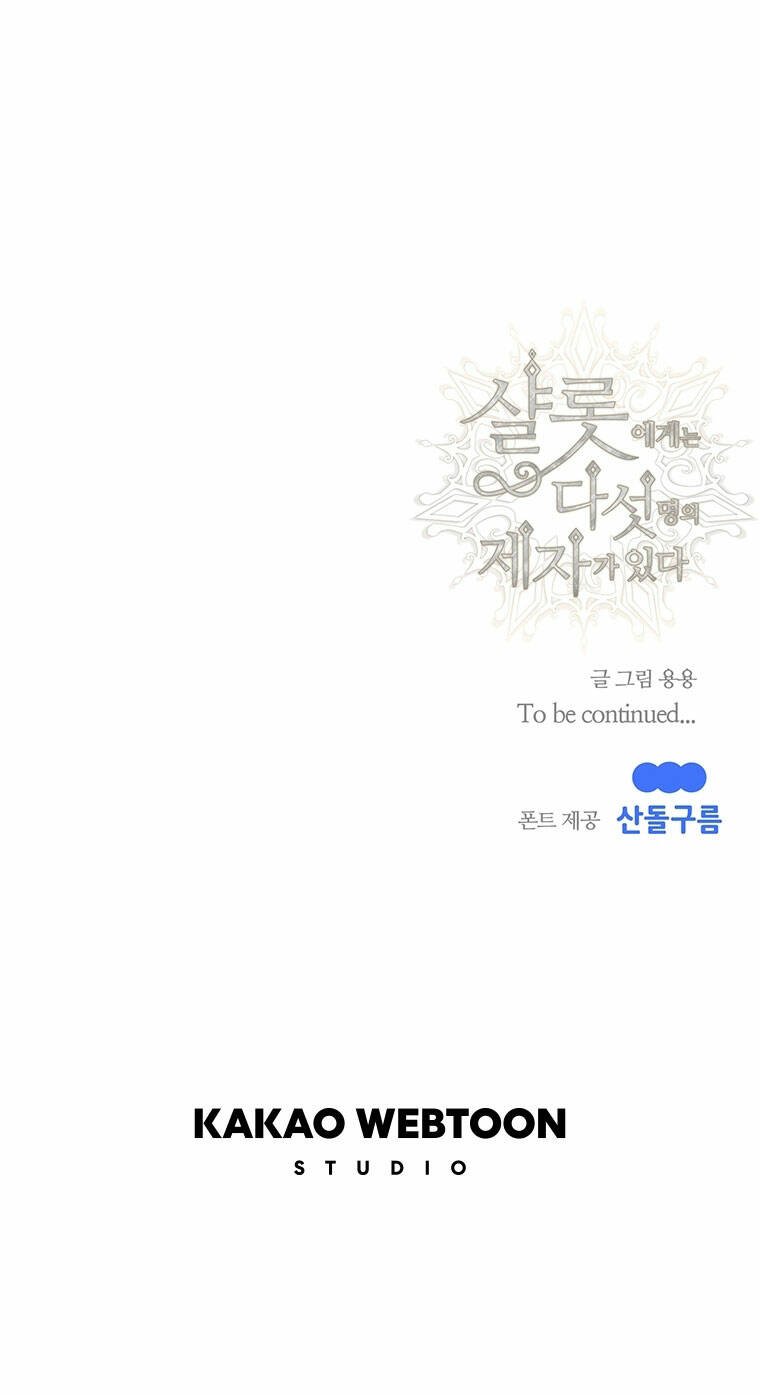 샬롯에게는
다섯명의
제자가 있다
글 그림 용용
To be continued...
폰트 제공 산돌구름
KAKAO WEBTOON
STUDIO